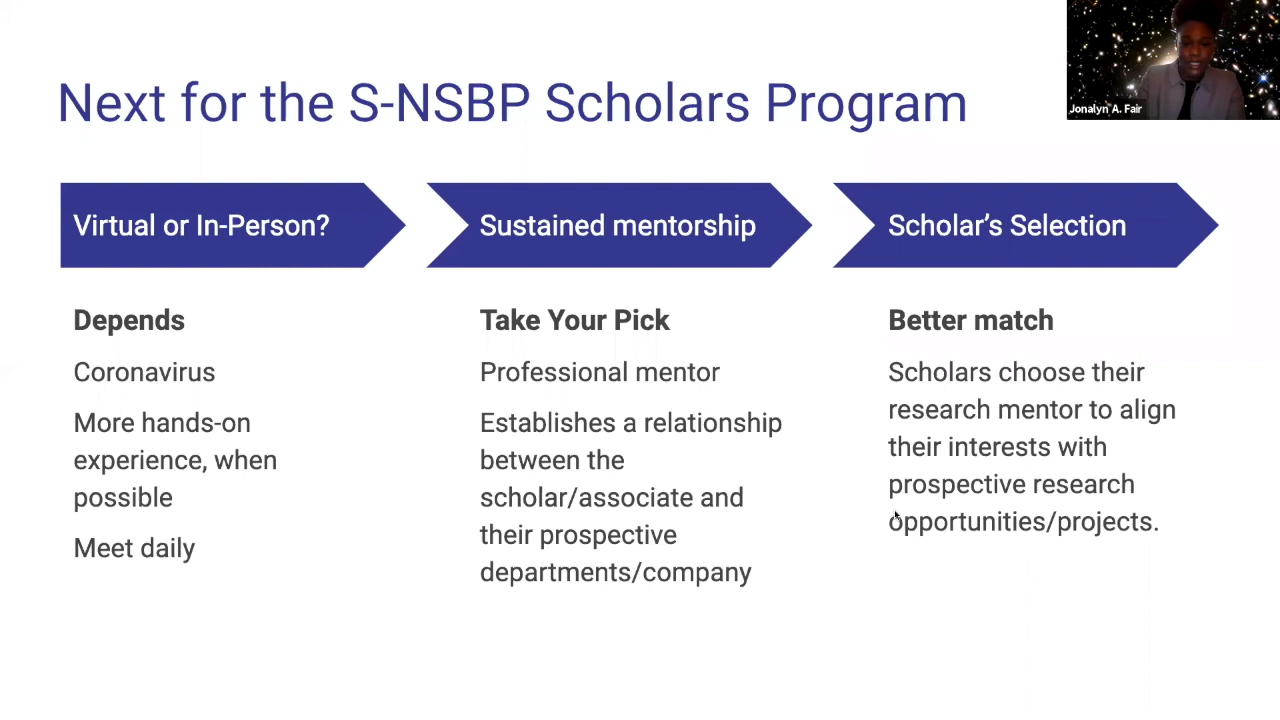 Next for the S-NSBP Scholars Program
Jonalyn A. Fair
Virtual or In-Person?
Depends
Coronavirus
More hands-on
experience, when
possible
Meet daily
Sustained mentorship
Take Your Pick
Professional mentor
Establishes a relationship
between the
scholar/associate and
their prospective
departments/company
Scholar’s Selection
Better match
Scholars choose their
research mentor to align
their interests with
prospective research
opportunities/projects.